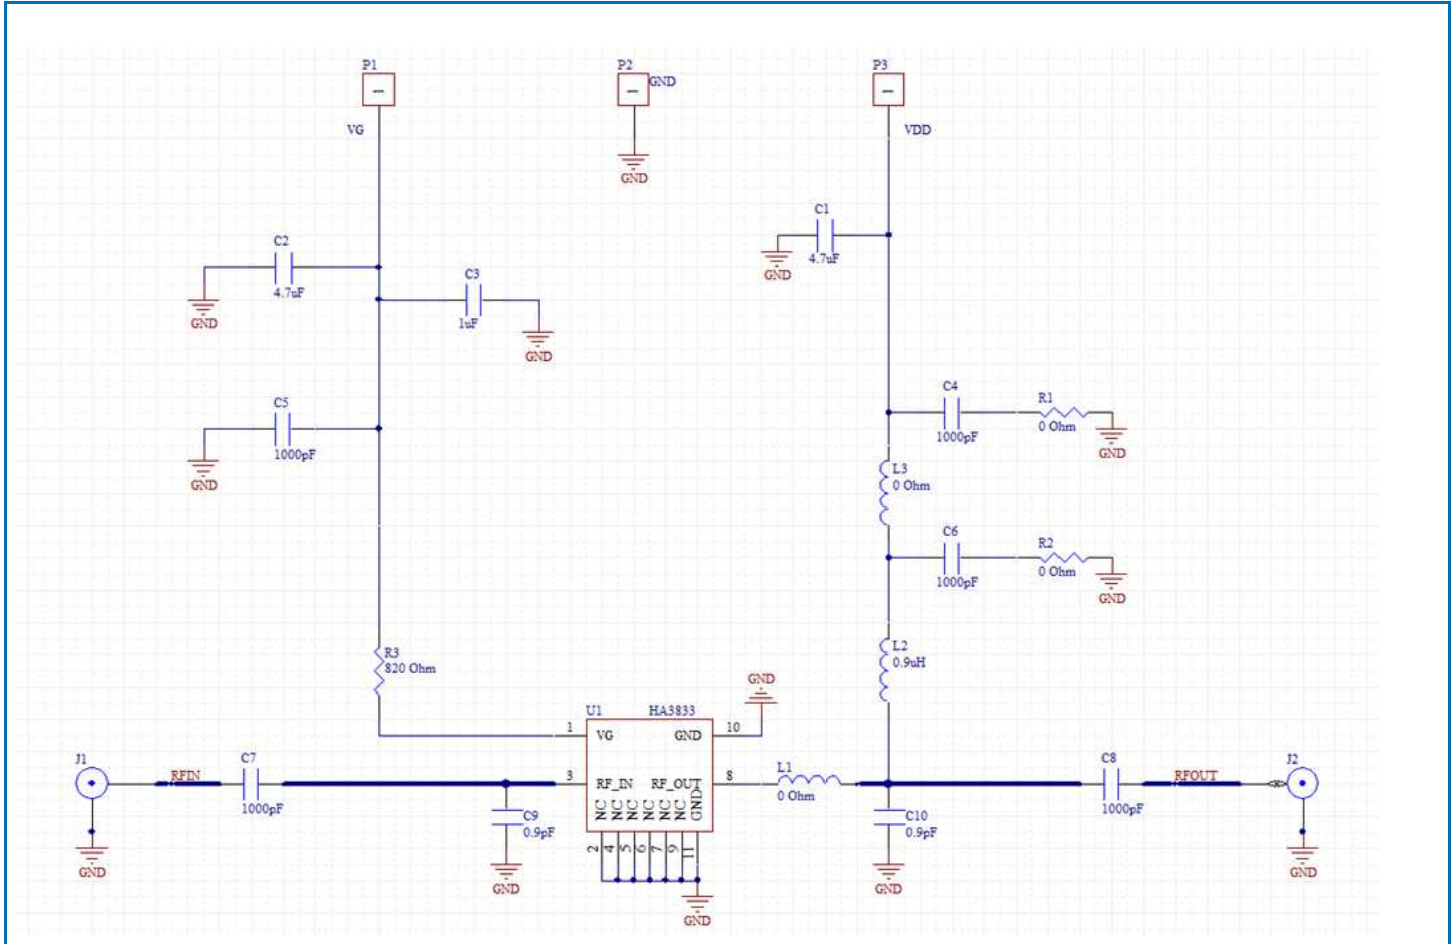 P1
P2
GND
P3
VG
VDD
GND
C1
4.7uF
GND
C2
4.7uF
GND
C3
1uF
GND
C4
1000pF
R1
0 Ohm
GND
C5
1000pF
GND
L3
0 Ohm
C6
1000pF
R2
0 Ohm
GND
R3
820 Ohm
L2
0.9uH
GND
U1
HA3833
1
VG
GND
10
J1
RFIN
C7
1000pF
3
RF_IN
RF_OUT
8
L1
0 Ohm
C8
1000pF
RFOUT
J2
NC
NC
NC
NC
NC
NC
GND
2
4
5
6
7
9
11
C9
0.9pF
C10
0.9pF
GND
GND
GND
GND
GND